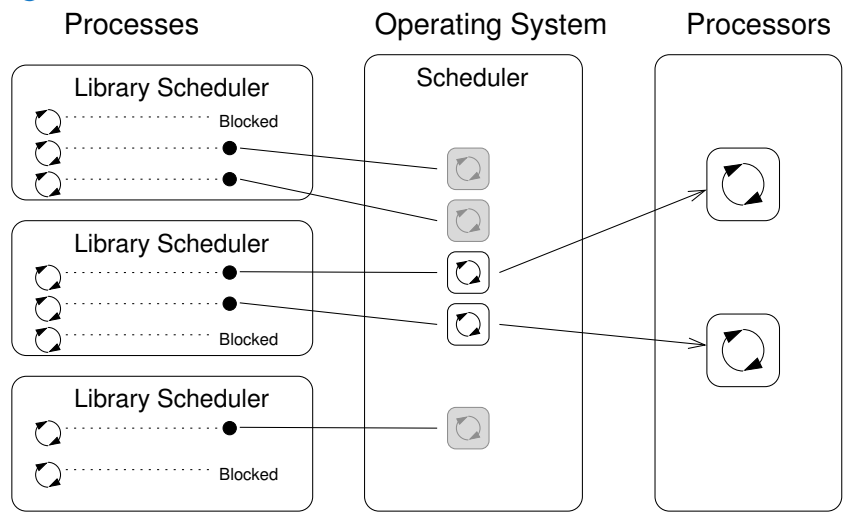 Processes
Operating System
Processors
Library Scheduler
Blocked
Library Scheduler
Blocked
Library Scheduler
Blocked
Scheduler